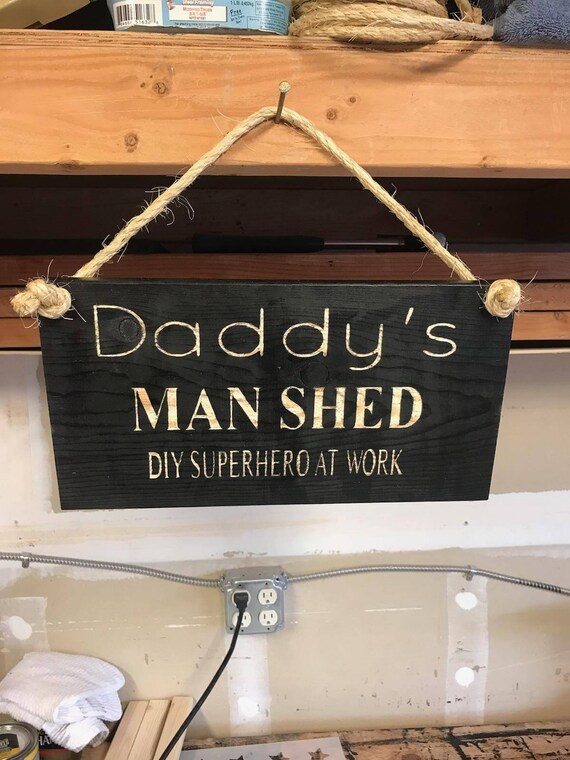 Daddy's
MAN SHED
DIY SUPERHERO AT WORK